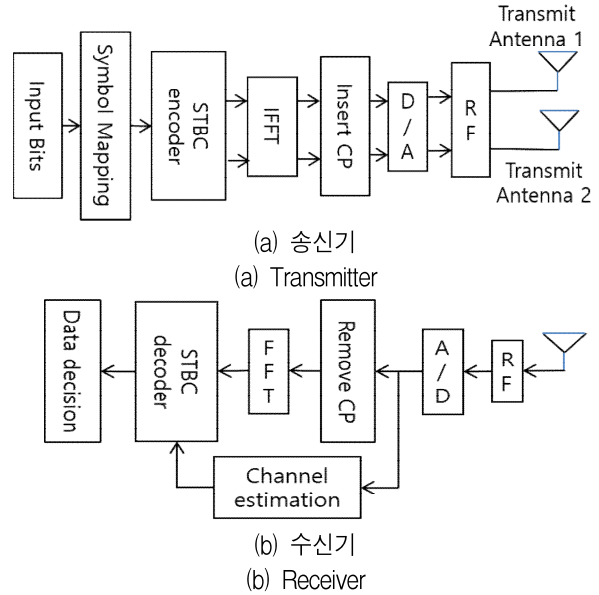 Transmit
Antenna 1
Input Bits
Symbol Mapping
STBC
encoder
IFFT
Insert CP
D
/
A
R
F
Transmit
Antenna 2
(a) 송신기
(a) Transmitter
Data decision
STBC
decoder
F
F
T
Remove CP
A
/
D
R
F
Channel
estimation
(b) 수신기
(b) Receiver